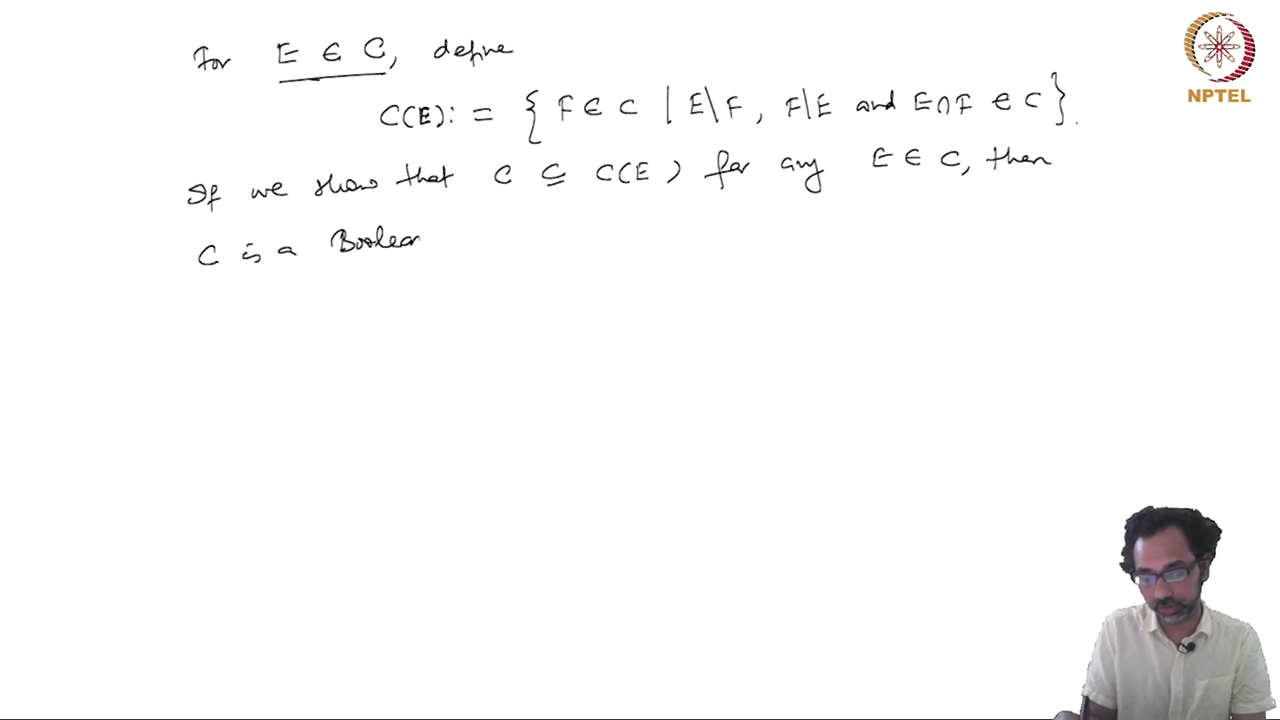 For E ∈ C, define
C(E) := { F ∈ C | E\F, F\E and E∩F ∈ C }.
If we show that C ⊆ C(E) for any E ∈ C, then
C is a Boolean
NPTEL